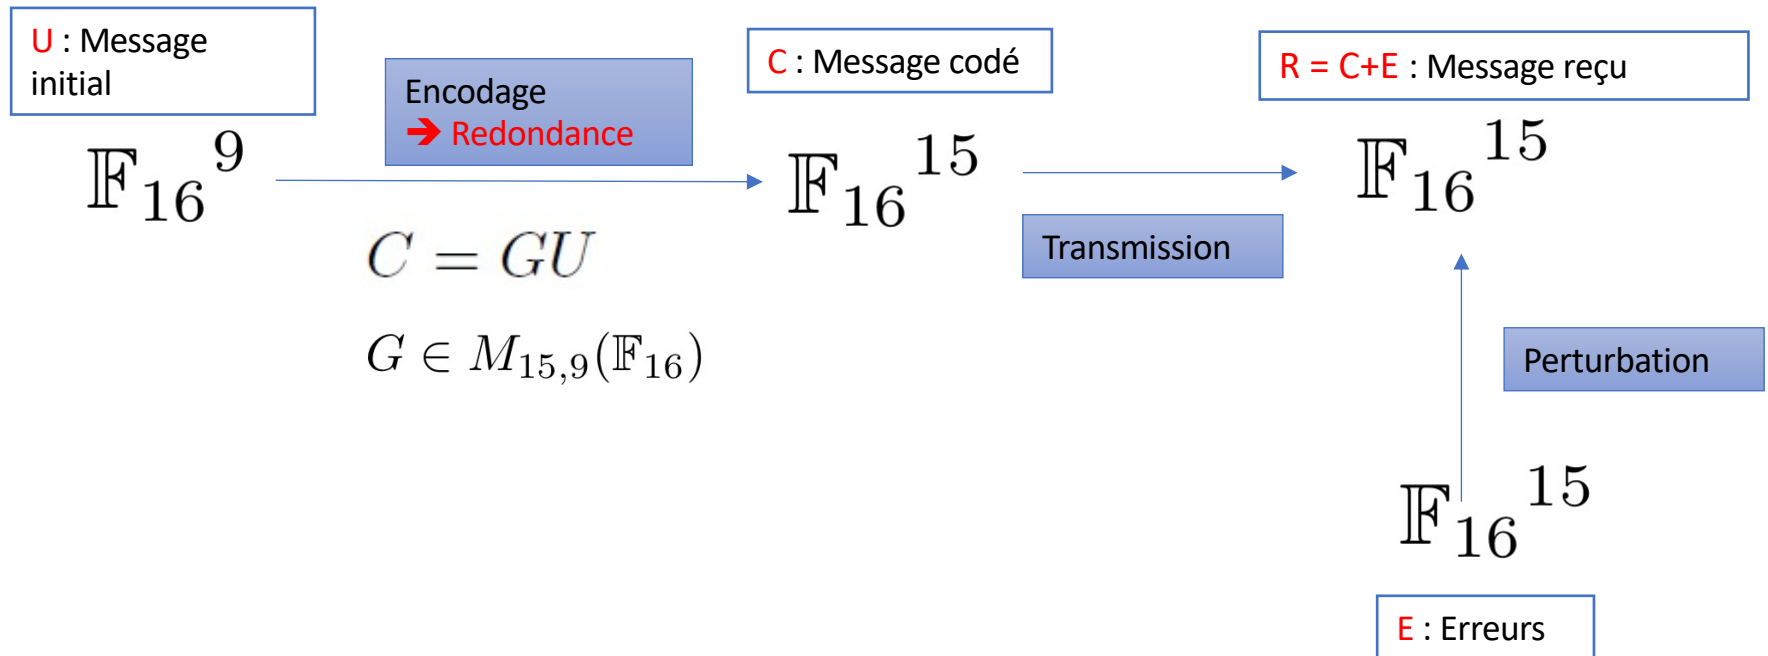 U : Message
initial
Encodage
➔ Redondance
C : Message codé
R = C+E : Message reçu
𝔽₁₆⁹
𝔽₁₆¹⁵
𝔽₁₆¹⁵
C = GU
Transmission
G ∈ M₁₅,₉(𝔽₁₆)
Perturbation
𝔽₁₆¹⁵
E : Erreurs